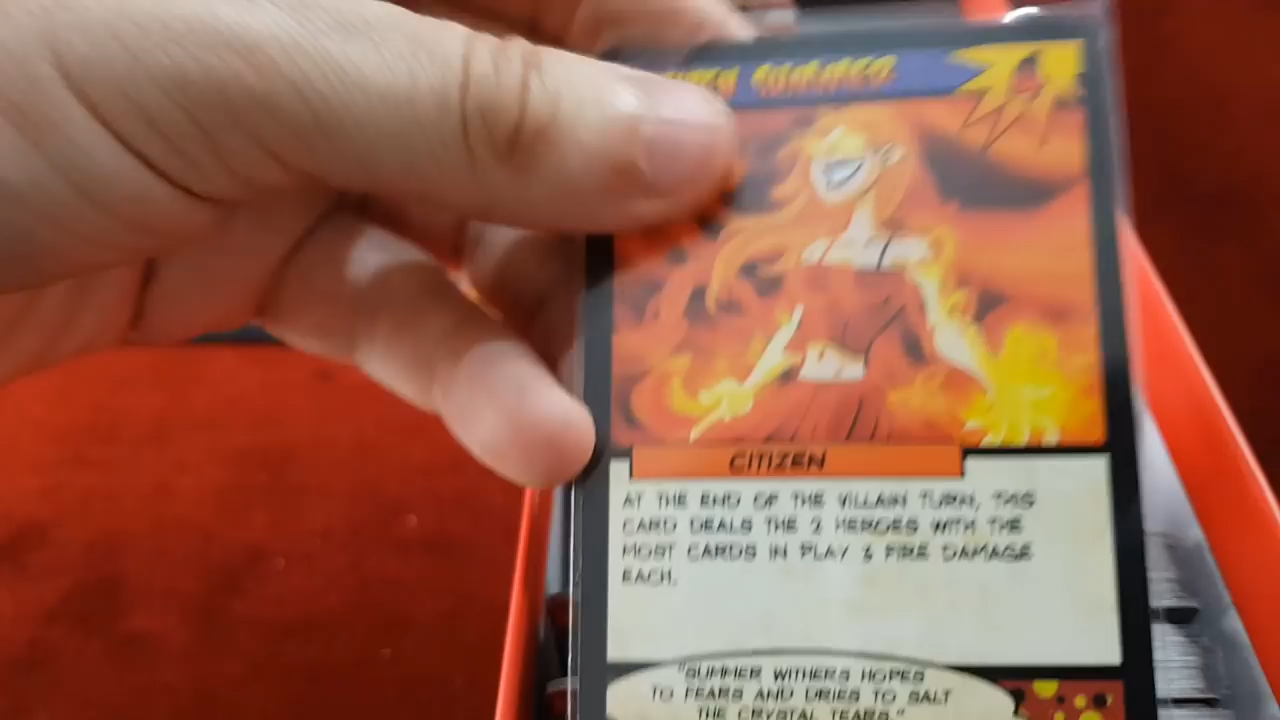 SUMMER
CITIZEN
AT THE END OF THE VILLAIN TURN, THIS
CARD DEALS THE 2 HEROES WITH THE
MOST CARDS IN PLAY 3 FIRE DAMAGE
EACH.
"SUMMER WITHERS HOPES
TO FEARS AND DRIES TO SALT
THE CRYSTAL TEARS."